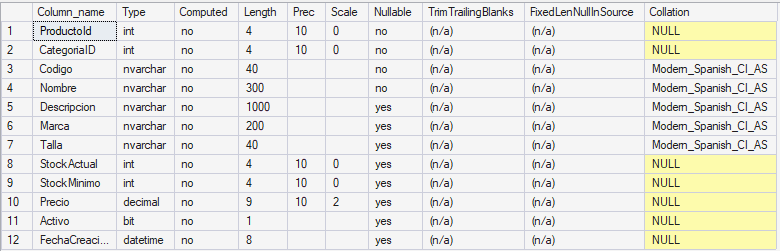 Column_name Type Computed Length Prec Scale Nullable TrimTrailingBlanks FixedLenNullInSource Collation
1 ProductoId int no 4 10 0 no (n/a) (n/a) NULL
2 CategoriaID int no 4 10 0 no (n/a) (n/a) NULL
3 Codigo nvarchar no 40 no (n/a) (n/a) Modern_Spanish_CI_AS
4 Nombre nvarchar no 300 no (n/a) (n/a) Modern_Spanish_CI_AS
5 Descripcion nvarchar no 1000 yes (n/a) (n/a) Modern_Spanish_CI_AS
6 Marca nvarchar no 200 yes (n/a) (n/a) Modern_Spanish_CI_AS
7 Talla nvarchar no 40 yes (n/a) (n/a) Modern_Spanish_CI_AS
8 StockActual int no 4 10 0 yes (n/a) (n/a) NULL
9 StockMinimo int no 4 10 0 yes (n/a) (n/a) NULL
10 Precio decimal no 9 10 2 yes (n/a) (n/a) NULL
11 Activo bit no 1 yes (n/a) (n/a) NULL
12 FechaCreaci... datetime no 8 yes (n/a) (n/a) NULL